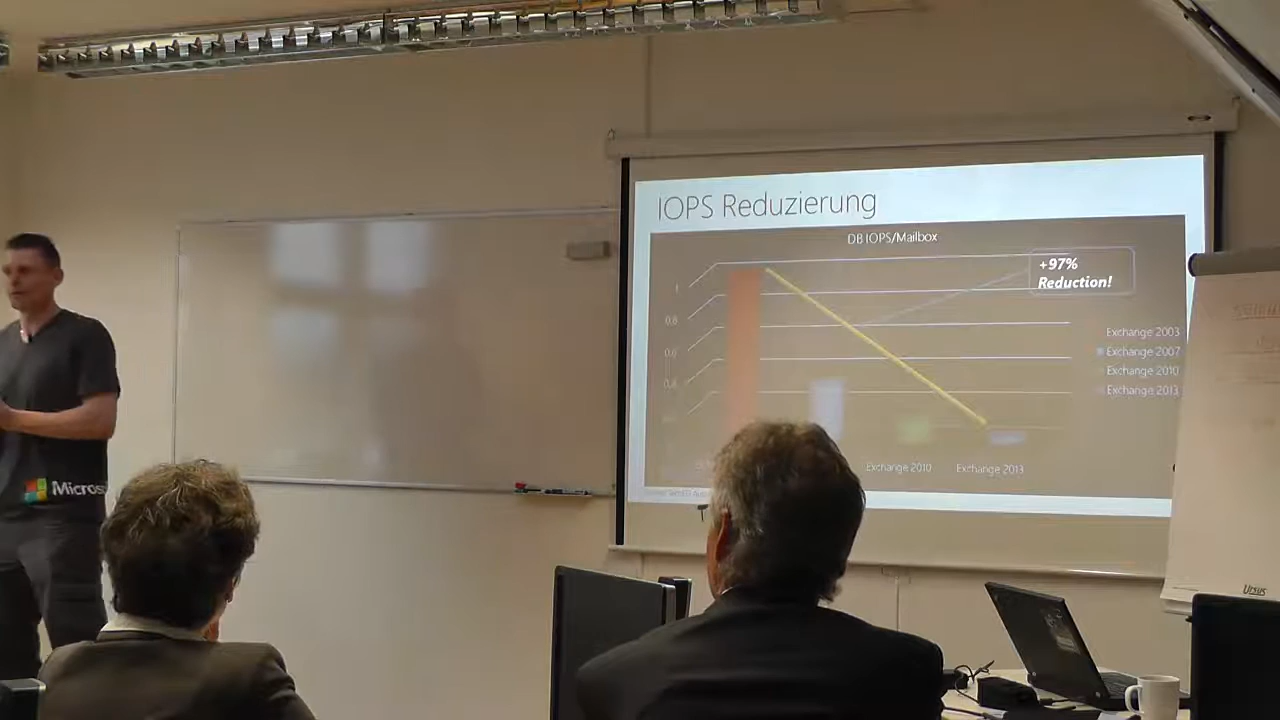 IOPS Reduzierung
DB IOPS/Mailbox
+97%
Reduction!
1
0.8
Exchange 2003
Exchange 2007
Exchange 2010
Exchange 2013
Exchange 2010
Exchange 2013
Micros
Ursus